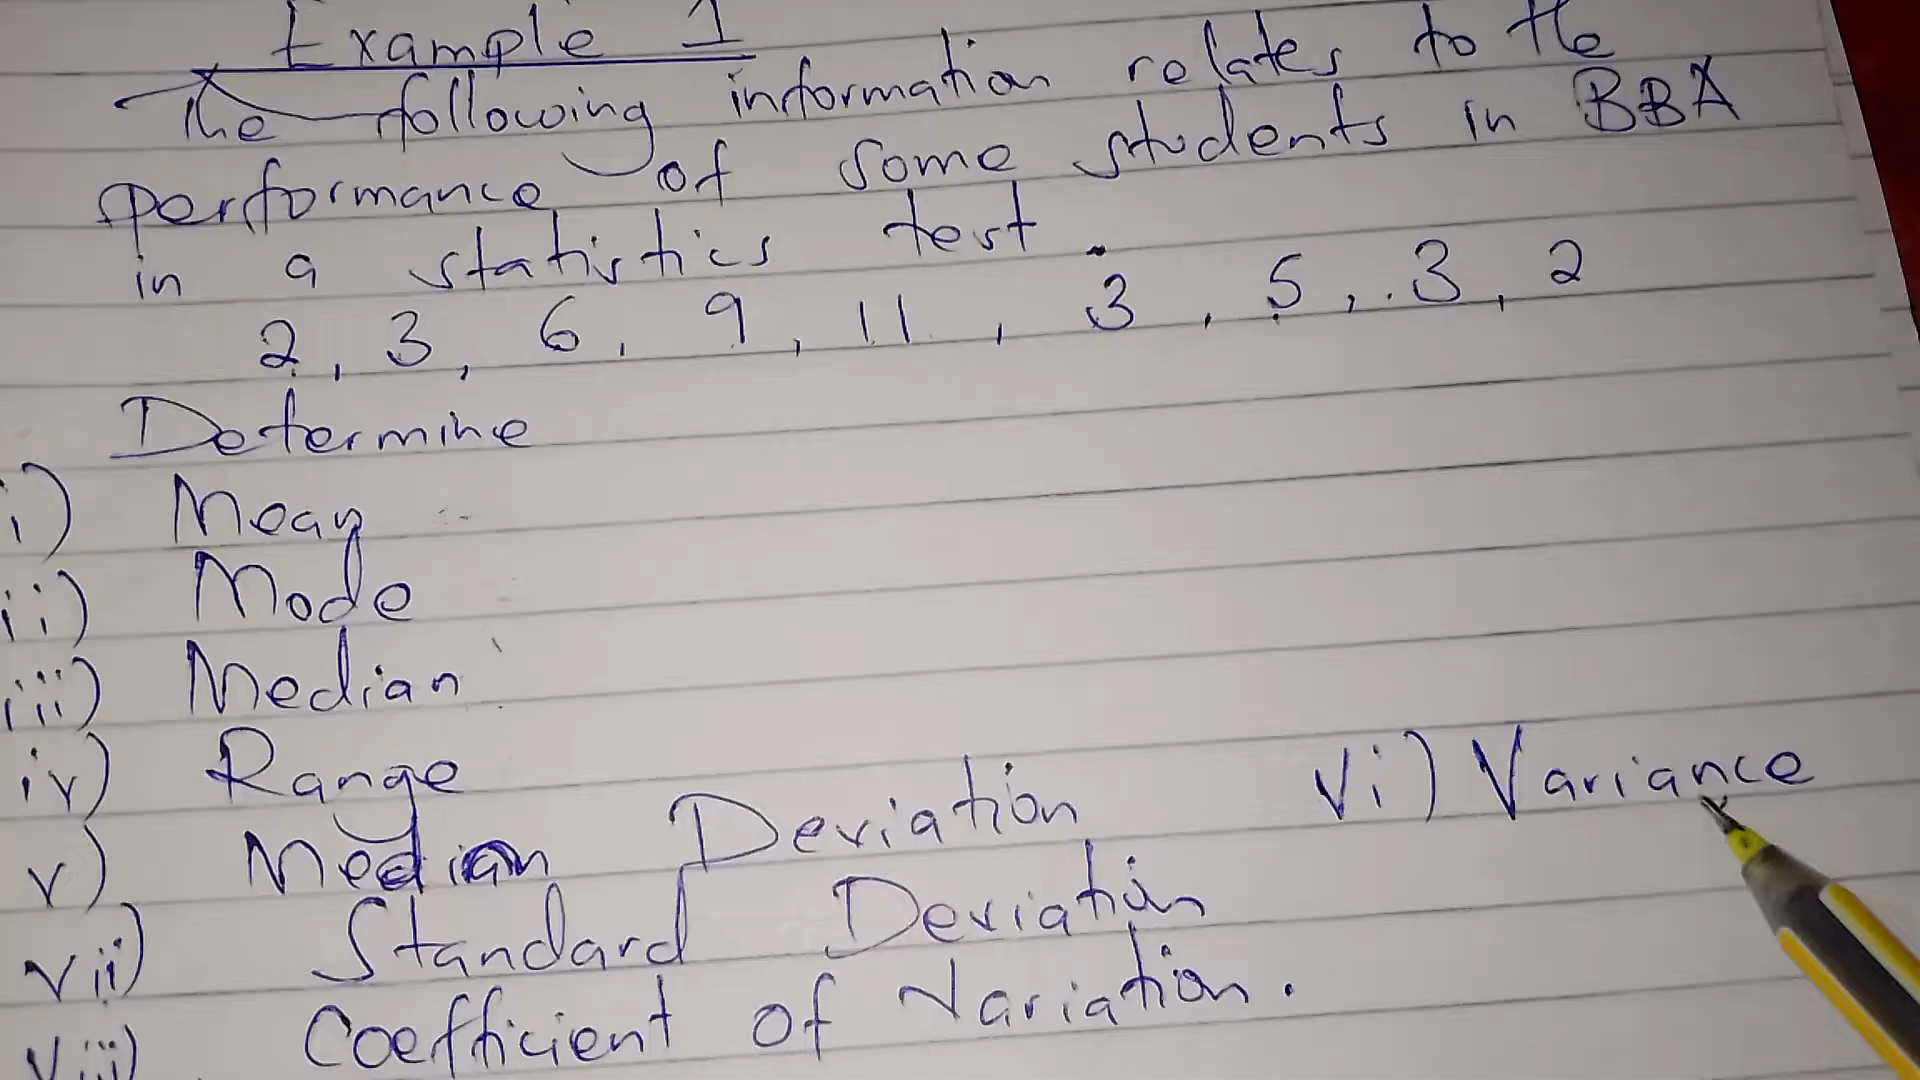 Example 1
The following information relates to the
performance of some students in BBA
in a statistics test.
2, 3, 6, 9, 11, 3, 5, 3, 2
Determine
i) Mean
ii) Mode
iii) Median
iv) Range
v) Median Deviation vi) Variance
vii) Standard Deviation
viii) Coefficient of Variation.